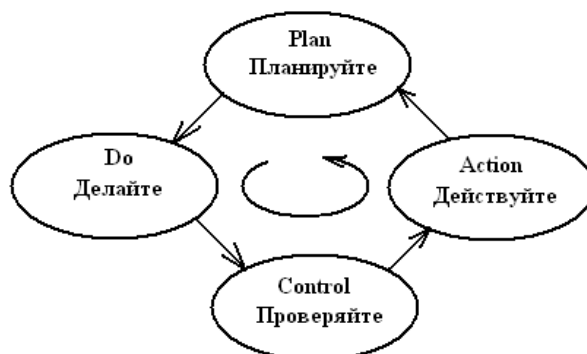 Plan
Планируйте
Do
Делайте
Action
Действуйте
Control
Проверяйте